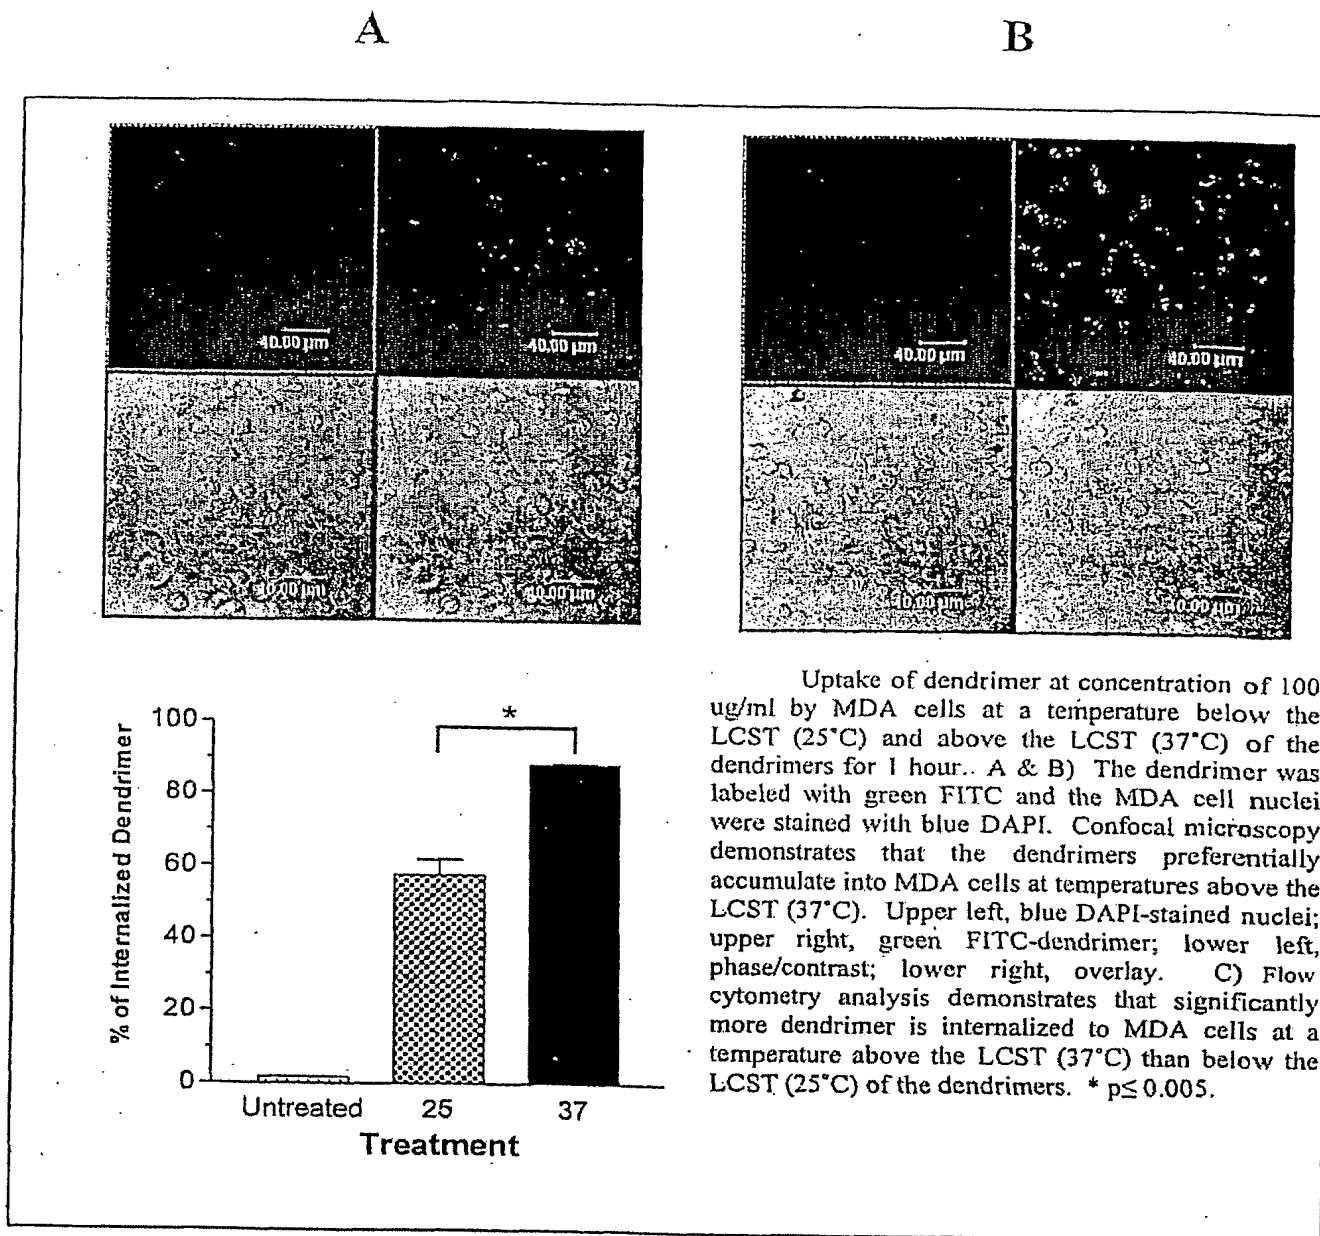 A
B
40.00 µm
40.00 µm
40.00 µm
40.00 µm
40.00 µm
40.00 µm
40.00 µm
40.00 µm
100
80
60
40
20
0
% of Internalized Dendrimer
*
Untreated
25
37
Treatment
Uptake of dendrimer at concentration of 100
ug/ml by MDA cells at a temperature below the
LCST (25°C) and above the LCST (37°C) of the
dendrimers for 1 hour.. A & B) The dendrimer was
labeled with green FITC and the MDA cell nuclei
were stained with blue DAPI. Confocal microscopy
demonstrates that the dendrimers preferentially
accumulate into MDA cells at temperatures above the
LCST (37°C). Upper left, blue DAPI-stained nuclei;
upper right, green FITC-dendrimer; lower left,
phase/contrast; lower right, overlay. C) Flow
cytometry analysis demonstrates that significantly
more dendrimer is internalized to MDA cells at a
temperature above the LCST (37°C) than below the
LCST (25°C) of the dendrimers. * p≤ 0.005.